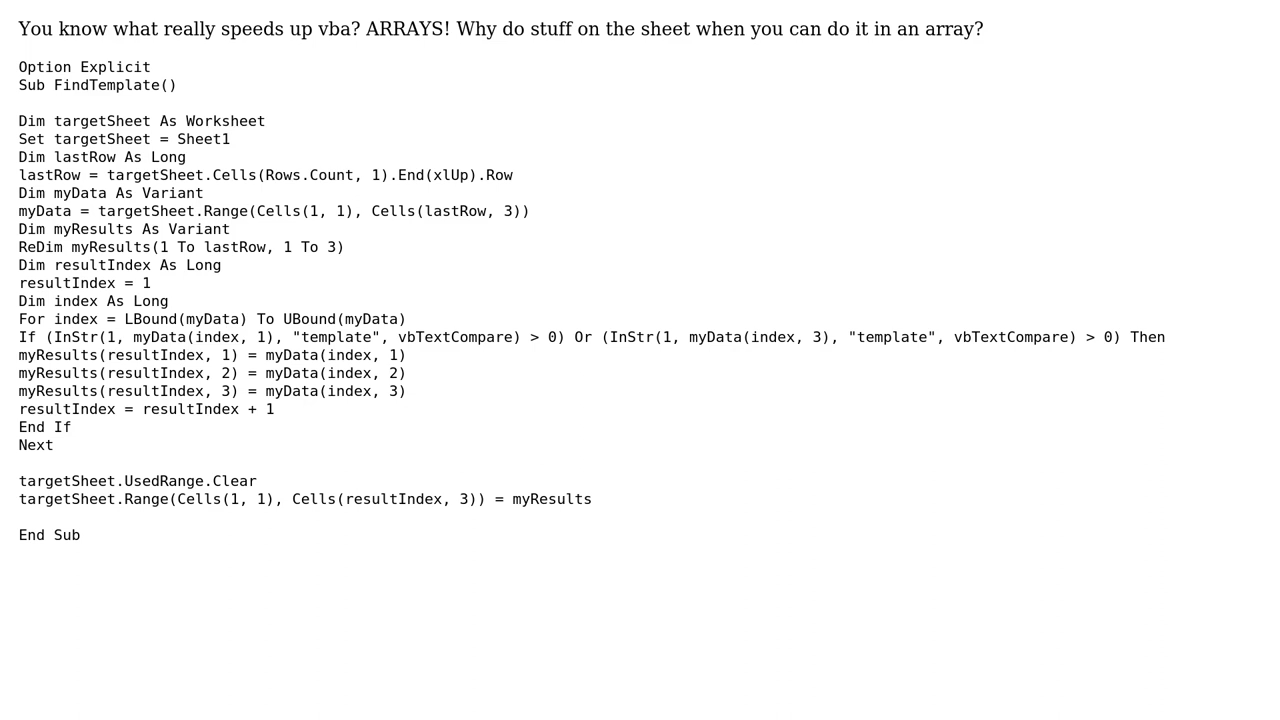 You know what really speeds up vba? ARRAYS! Why do stuff on the sheet when you can do it in an array?
Option Explicit
Sub FindTemplate()
Dim targetSheet As Worksheet
Set targetSheet = Sheet1
Dim lastRow As Long
lastRow = targetSheet.Cells(Rows.Count, 1).End(xlUp).Row
Dim myData As Variant
myData = targetSheet.Range(Cells(1, 1), Cells(lastRow, 3))
Dim myResults As Variant
ReDim myResults(1 To lastRow, 1 To 3)
Dim resultIndex As Long
resultIndex = 1
Dim index As Long
For index = LBound(myData) To UBound(myData)
If (InStr(1, myData(index, 1), "template", vbTextCompare) > 0) Or (InStr(1, myData(index, 3), "template", vbTextCompare) > 0) Then
myResults(resultIndex, 1) = myData(index, 1)
myResults(resultIndex, 2) = myData(index, 2)
myResults(resultIndex, 3) = myData(index, 3)
resultIndex = resultIndex + 1
End If
Next
targetSheet.UsedRange.Clear
targetSheet.Range(Cells(1, 1), Cells(resultIndex, 3)) = myResults
End Sub